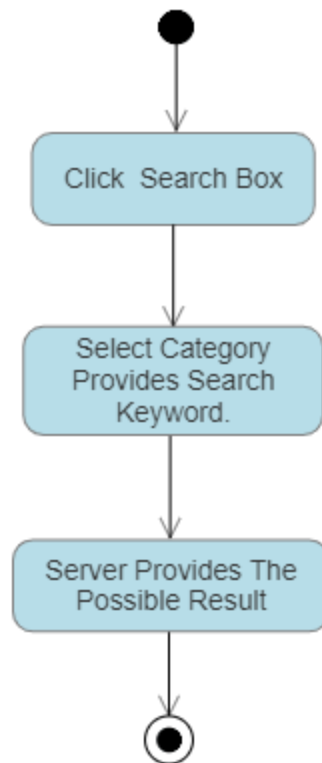 Click Search Box
Select Category
Provides Search
Keyword.
Server Provides The
Possible Result